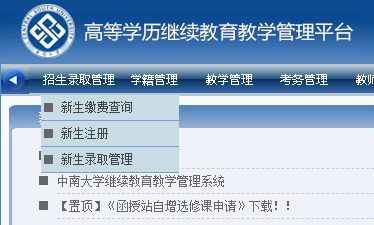 高等学历继续教育教学管理平台
招生录取管理 学籍管理 教学管理 考务管理 教师
新生缴费查询
新生注册
新生录取管理
中南大学继续教育教学管理系统
【置顶】《函授站自增选修课申请》下载！！